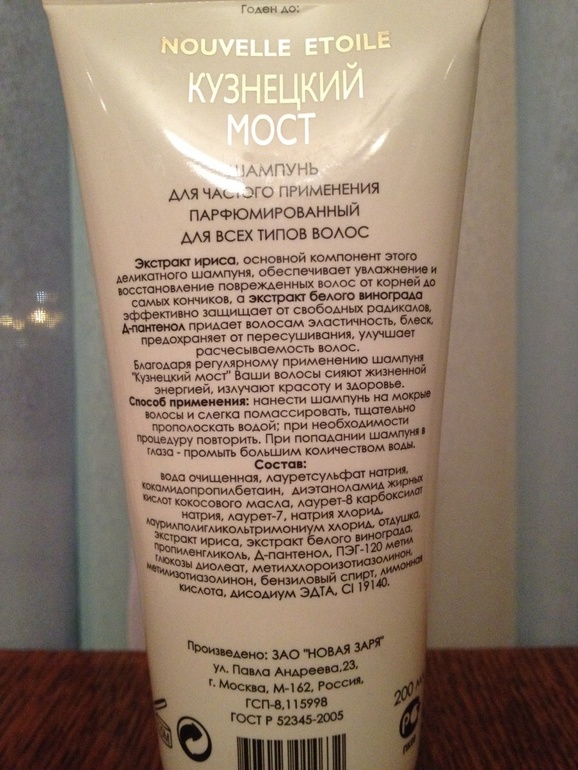 Годен до:
NOUVELLE ETOILE
КУЗНЕЦКИЙ
МОСТ
ШАМПУНЬ
ДЛЯ ЧАСТОГО ПРИМЕНЕНИЯ
ПАРФЮМИРОВАННЫЙ
ДЛЯ ВСЕХ ТИПОВ ВОЛОС
Экстракт ириса, основной компонент этого
деликатного шампуня, обеспечивает увлажнение и
восстановление поврежденных волос от корней до
самых кончиков, а экстракт белого винограда
эффективно защищает от свободных радикалов,
Д-пантенол придает волосам эластичность, блеск,
предохраняет от пересушивания, улучшает
расчесываемость волос.
Благодаря регулярному применению шампуня
"Кузнецкий мост" Ваши волосы сияют жизненной
энергией, излучают красоту и здоровье.
Способ применения: нанести шампунь на мокрые
волосы и слегка помассировать, тщательно
прополоскать водой; при необходимости
процедуру повторить. При попадании шампуня в
глаза - промыть большим количеством воды.
Состав:
вода очищенная, лауретсульфат натрия,
кокамидопропилбетаин, диэтаноламид жирных
кислот кокосового масла, лаурет-8 карбоксилат
натрия, лаурет-7, натрия хлорид,
лаурилполигликольтримониум хлорид, отдушка,
экстракт ириса, экстракт белого винограда,
пропиленгликоль, Д-пантенол, ПЭГ-120 метил
глюкозы диолеат, метилхлороизотиазолинон,
метилизотиазолинон, бензиловый спирт, лимонная
кислота, дисодиум ЭДТА, CI 19140.
Произведено: ЗАО "НОВАЯ ЗАРЯ"
ул. Павла Андреева,23,
г. Москва, М-162, Россия,
ГСП-8,115998
ГОСТ Р 52345-2005
200